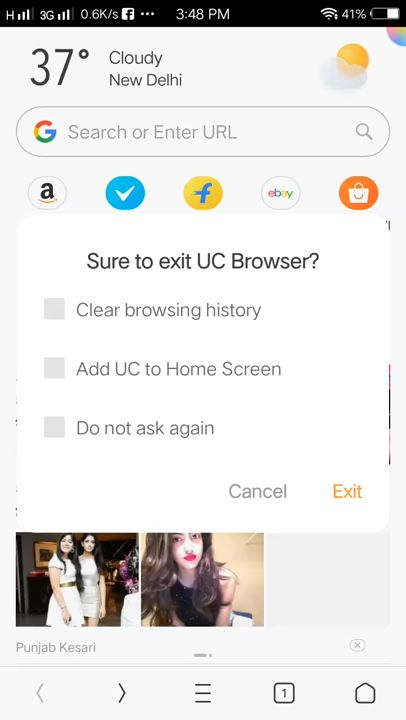 H 3G 0.6K/s ... 3:48 PM 41%
37° Cloudy
New Delhi
Search or Enter URL
a ebay
Sure to exit UC Browser?
Clear browsing history
Add UC to Home Screen
Do not ask again
Cancel Exit
Punjab Kesari
1